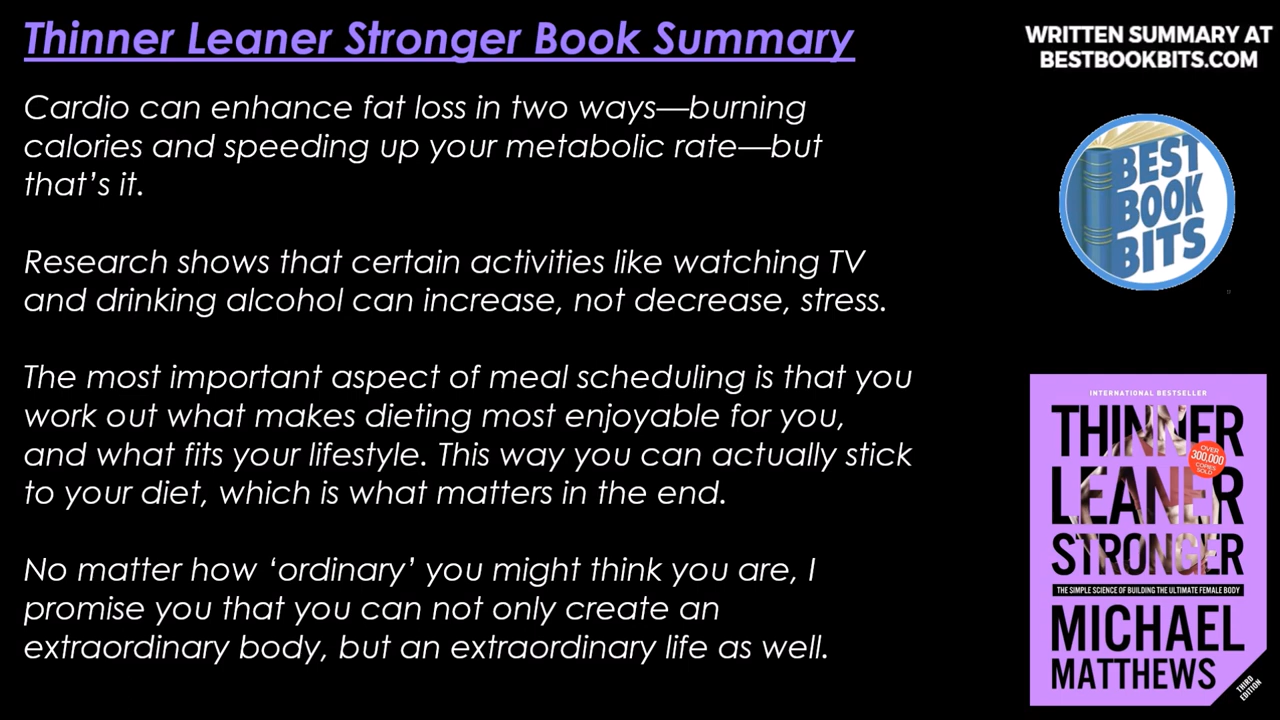 Thinner Leaner Stronger Book Summary
Cardio can enhance fat loss in two ways—burning
calories and speeding up your metabolic rate—but
that's it.
Research shows that certain activities like watching TV
and drinking alcohol can increase, not decrease, stress.
The most important aspect of meal scheduling is that you
work out what makes dieting most enjoyable for you,
and what fits your lifestyle. This way you can actually stick
to your diet, which is what matters in the end.
No matter how ‘ordinary’ you might think you are, I
promise you that you can not only create an
extraordinary body, but an extraordinary life as well.
WRITTEN SUMMARY AT
BESTBOOKBITS.COM
BEST
BOOK
BITS
INTERNATIONAL BESTSELLER
THINNER
OVER
300,000
COPIES
SOLD
LEANER
STRONGER
THE SIMPLE SCIENCE OF BUILDING THE ULTIMATE FEMALE BODY
MICHAEL
MATTHEWS
THIRD
EDITION